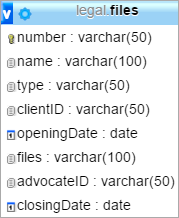 v legal.files
number : varchar(50)
name : varchar(100)
type : varchar(50)
clientID : varchar(50)
openingDate : date
files : varchar(100)
advocateID : varchar(50)
closingDate : date